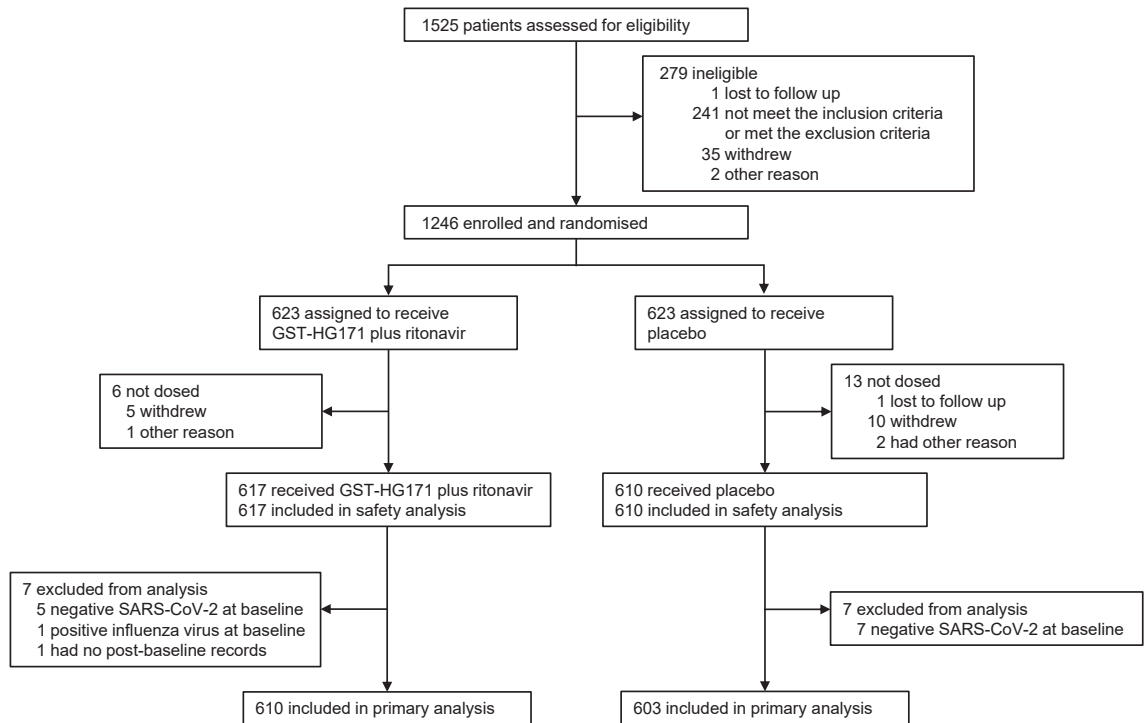 1525 patients assessed for eligibility
279 ineligible
1 lost to follow up
241 not meet the inclusion criteria
or met the exclusion criteria
35 withdrew
2 other reason
1246 enrolled and randomised
623 assigned to receive
GST-HG171 plus ritonavir
623 assigned to receive
placebo
6 not dosed
5 withdrew
1 other reason
13 not dosed
1 lost to follow up
10 withdrew
2 had other reason
617 received GST-HG171 plus ritonavir
617 included in safety analysis
610 received placebo
610 included in safety analysis
7 excluded from analysis
5 negative SARS-CoV-2 at baseline
1 positive influenza virus at baseline
1 had no post-baseline records
7 excluded from analysis
7 negative SARS-CoV-2 at baseline
610 included in primary analysis
603 included in primary analysis